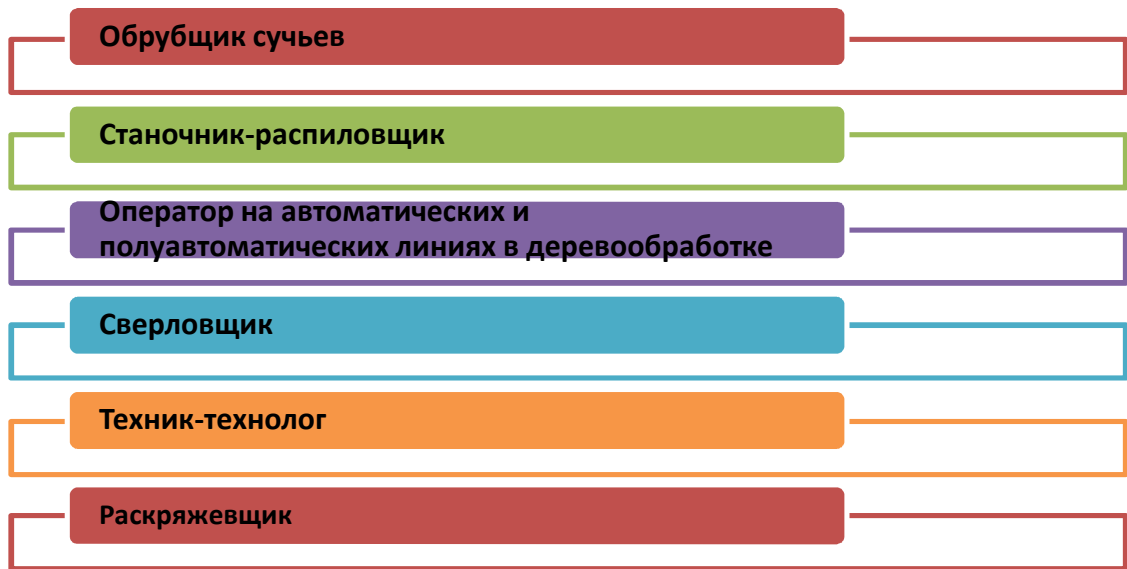 Обрубщик сучьев
Станочник-распиловщик
Оператор на автоматических и
полуавтоматических линиях в деревообработке
Сверловщик
Техник-технолог
Раскряжевщик